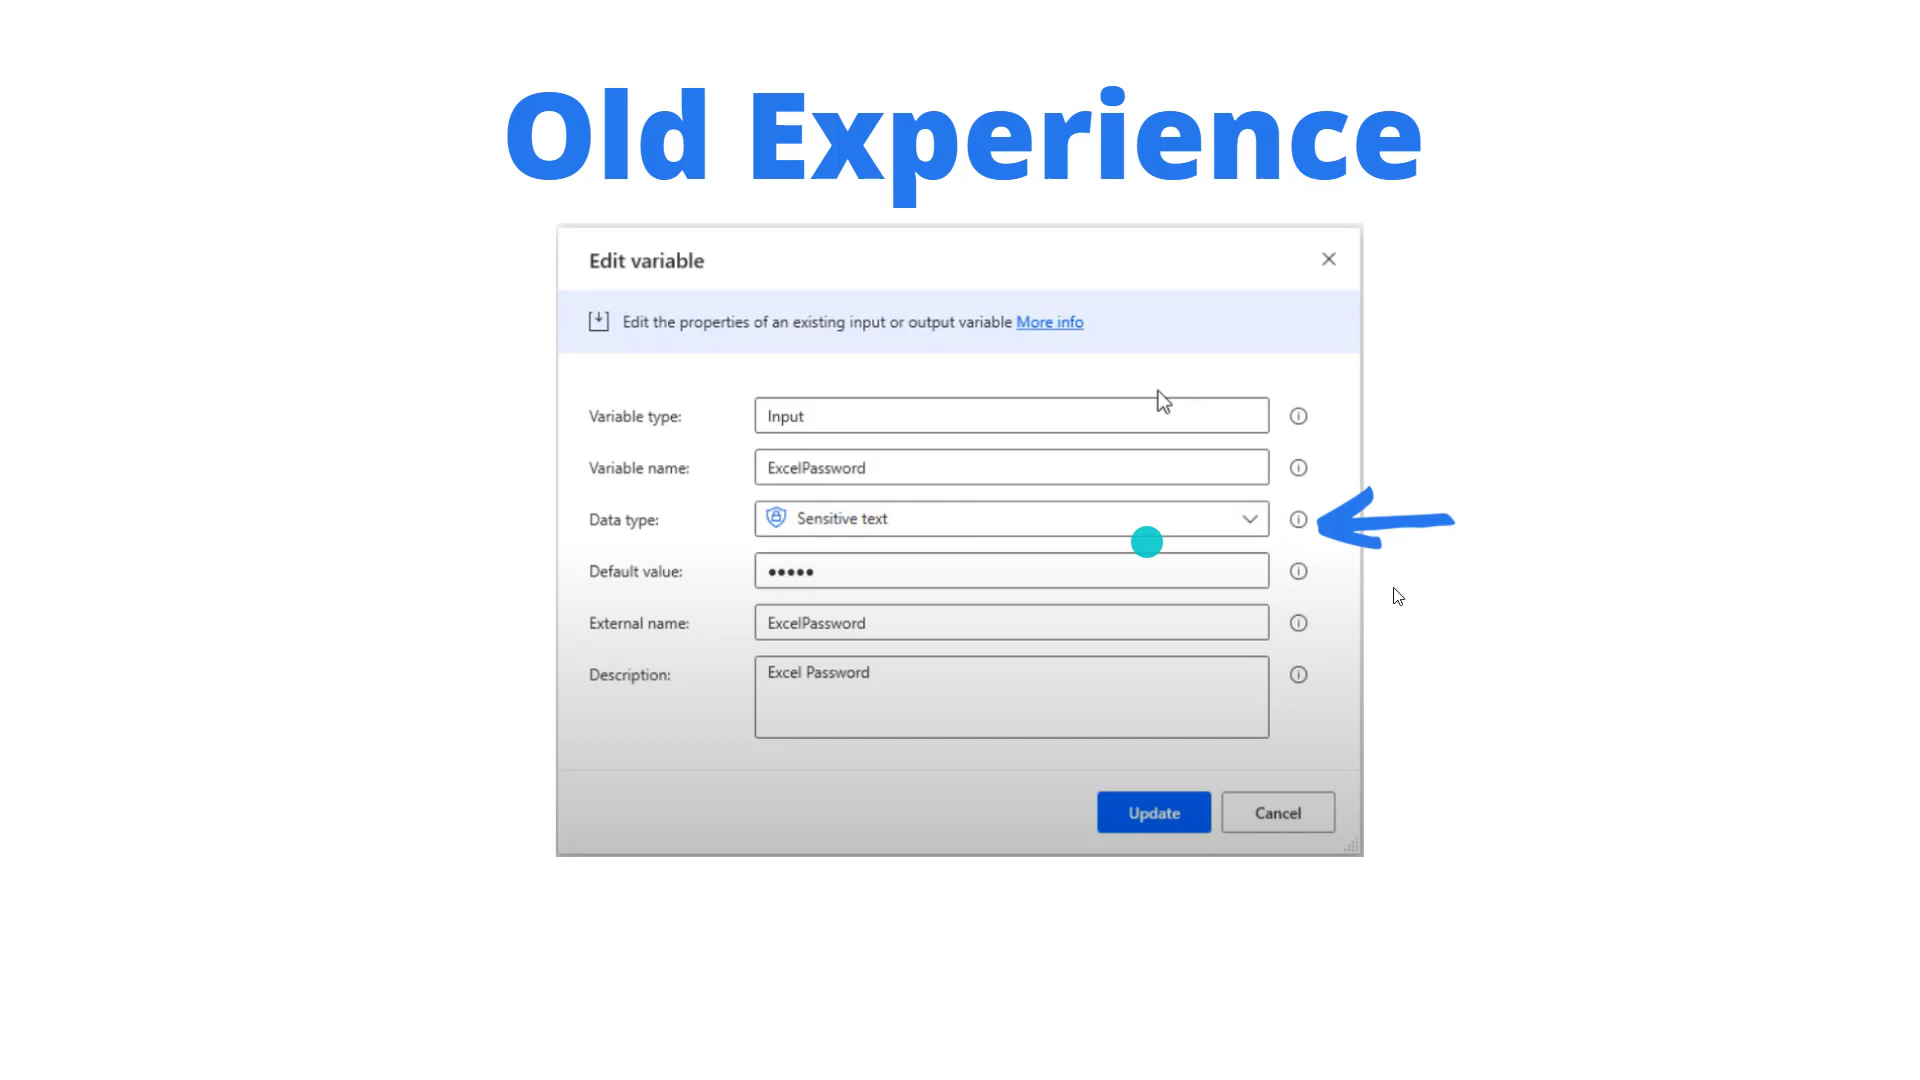 Old Experience
Edit variable
Edit the properties of an existing input or output variable More info
Variable type: Input
Variable name: ExcelPassword
Data type: Sensitive text
Default value: •••••
External name: ExcelPassword
Description: Excel Password
Update Cancel